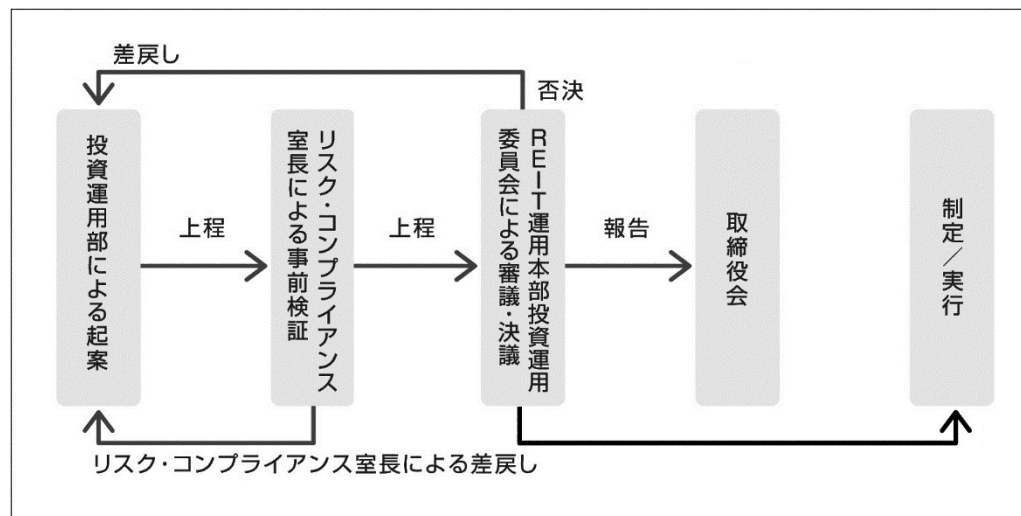 差戻し
否決
投資運用部による起案
上程
リスク・コンプライアンス
室長による事前検証
上程
REIT運用本部投資運用
委員会による審議・決議
報告
取締役会
制定／実行
リスク・コンプライアンス室長による差戻し